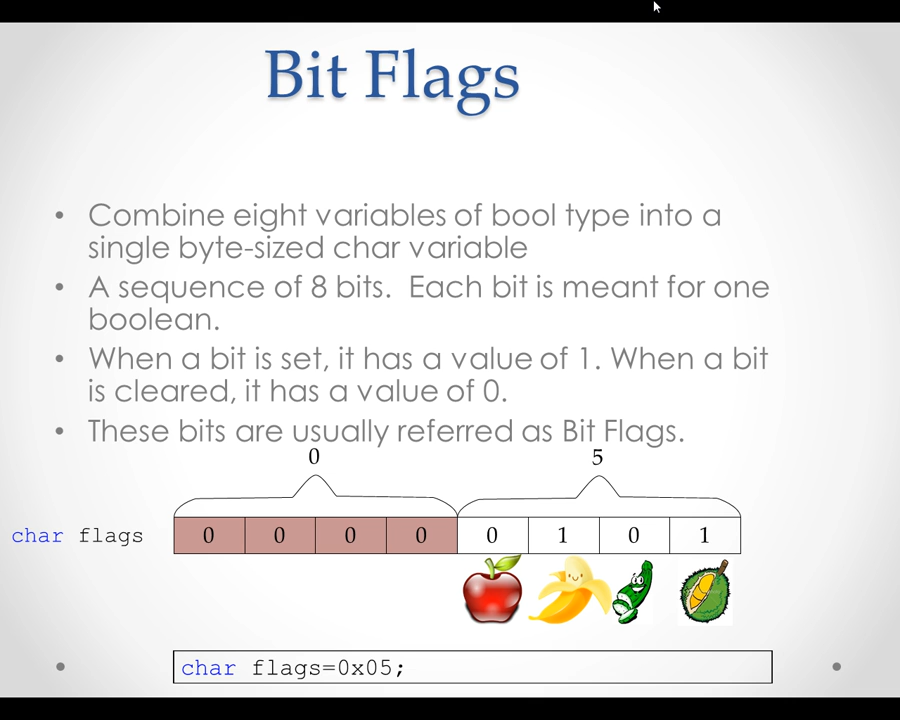 Bit Flags
• Combine eight variables of bool type into a
single byte-sized char variable
• A sequence of 8 bits.  Each bit is meant for one
boolean.
• When a bit is set, it has a value of 1. When a bit
is cleared, it has a value of 0.
• These bits are usually referred as Bit Flags.
0 5
char flags 0 0 0 0 0 1 0 1
char flags=0x05;